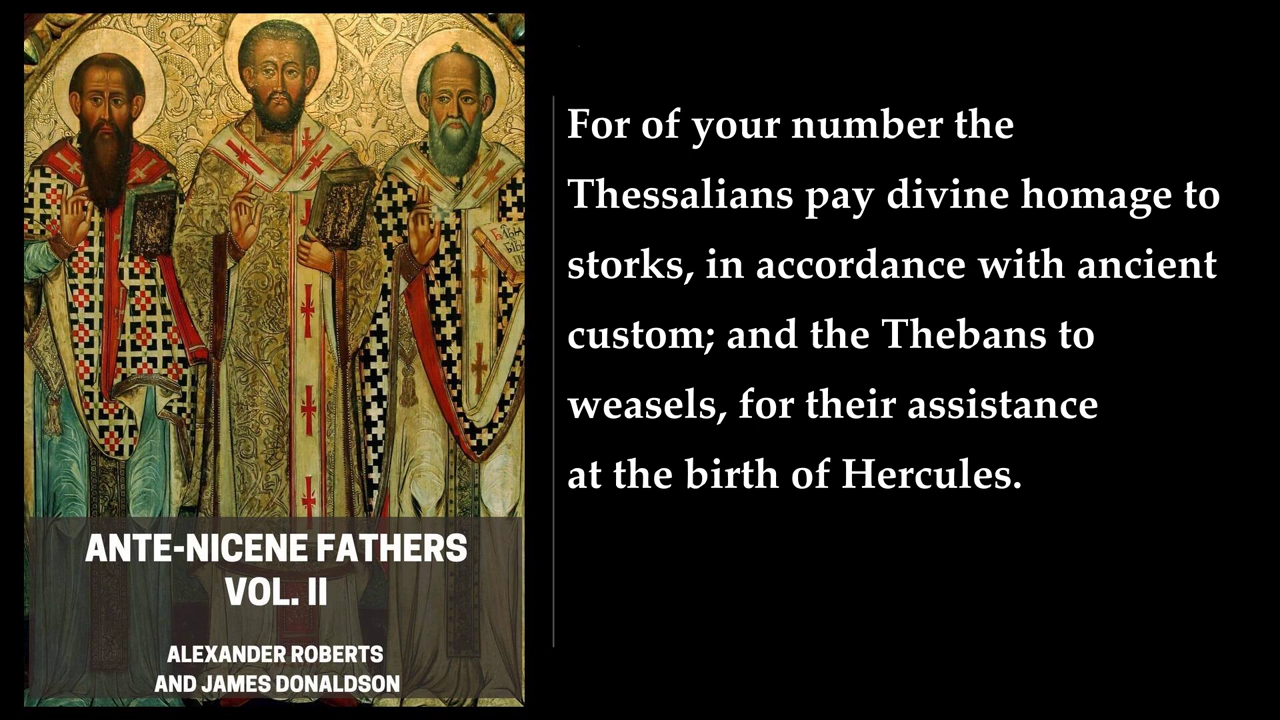 For of your number the
Thessalians pay divine homage to
storks, in accordance with ancient
custom; and the Thebans to
weasels, for their assistance
at the birth of Hercules.
ANTE-NICENE FATHERS
VOL. II
ALEXANDER ROBERTS
AND JAMES DONALDSON